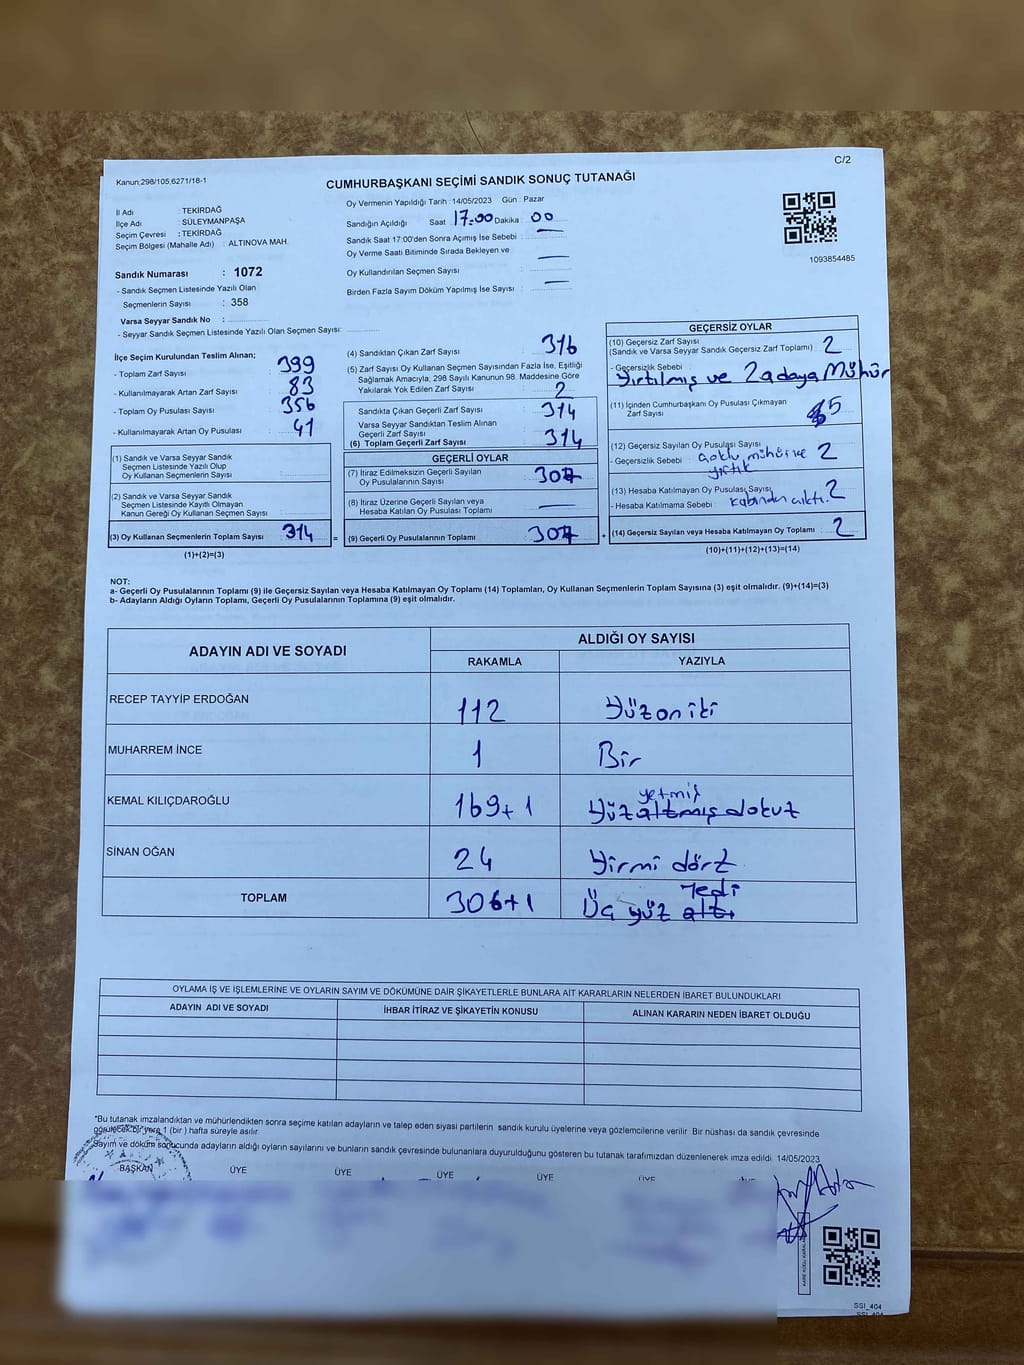 C/2
Kanun,298/105,6271/18-1
CUMHURBAŞKANI SEÇİMİ SANDIK SONUÇ TUTANAĞI
İl Adı : TEKİRDAĞ
İlçe Adı : SÜLEYMANPAŞA
Seçim Çevresi : TEKİRDAĞ
Seçim Bölgesi (Mahalle Adı) : ALTINOVA MAH.
Sandık Numarası : 1072
- Sandık Seçmen Listesinde Yazılı Olan
Seçmenlerin Sayısı : 358
Varsa Seyyar Sandık No :
- Seyyar Sandık Seçmen Listesinde Yazılı Olan Seçmen Sayısı:
Oy Vermenin Yapıldığı Tarih : 14/05/2023 Gün : Pazar
Sandığın Açıldığı Saat 17:00 Dakika : 00
Sandık Saat 17:00'den Sonra Açımış İse Sebebi :
Oy Verme Saati Bitiminde Sırada Bekleyen ve
Oy Kullandırılan Seçmen Sayısı :
Birden Fazla Sayım Döküm Yapılmış İse Sayısı :
1093854485
İlçe Seçim Kurulundan Teslim Alınan;
- Toplam Zarf Sayısı : 399
- Kullanılmayarak Artan Zarf Sayısı : 83
- Toplam Oy Pusulası Sayısı : 356
- Kullanılmayarak Artan Oy Pusulası : 41
(1) Sandık ve Varsa Seyyar Sandık
Seçmen Listesinde Yazılı Olup
Oy Kullanan Seçmenlerin Sayısı :
(2) Sandık ve Varsa Seyyar Sandık
Seçmen Listesinde Kayıtlı Olmayan
Kanun Gereği Oy Kullanan Seçmen Sayısı :
(3) Oy Kullanan Seçmenlerin Toplam Sayısı : 314
(1)+(2)=(3)
(4) Sandıktan Çıkan Zarf Sayısı : 316
(5) Zarf Sayısı Oy Kullanan Seçmen Sayısından Fazla İse, Eşitliği
Sağlamak Amacıyla, 298 Sayılı Kanunun 98. Maddesine Göre
Yakılarak Yok Edilen Zarf Sayısı : 2
Sandıkta Çıkan Geçerli Zarf Sayısı : 314
Varsa Seyyar Sandıktan Teslim Alınan
Geçerli Zarf Sayısı :
(6) Toplam Geçerli Zarf Sayısı : 314
GEÇERLİ OYLAR
(7) İtiraz Edilmeksizin Geçerli Sayılan
Oy Pusulasının Sayısı : 307
(8) İtiraz Üzerine Geçerli Sayılan veya
Hesaba Katılan Oy Pusulası Toplamı :
= (9) Geçerli Oy Pusulalarının Toplamı : 307 +
GEÇERSİZ OYLAR
(10) Geçersiz Zarf Sayısı : 2
(Sandık ve Varsa Seyyar Sandık Geçersiz Zarf Toplamı)
- Geçersizlik Sebebi :
Yırtılmış ve 2 adaya Mühür
(11) İçinden Cumhurbaşkanı Oy Pusulası Çıkmayan
Zarf Sayısı : 5
(12) Geçersiz Sayılan Oy Pusulası Sayısı : 2
- Geçersizlik Sebebi : Çoklu mühür ve
yırtık
(13) Hesaba Katılmayan Oy Pusulası Sayısı : 2
- Hesaba Katılmama Sebebi : Kabinden çıktı.
(14) Geçersiz Sayılan veya Hesaba Katılmayan Oy Toplamı : 2
(10)+(11)+(12)+(13)=(14)
NOT:
a- Geçerli Oy Pusulalarının Toplamı (9) ile Geçersiz Sayılan veya Hesaba Katılmayan Oy Toplamı (14) Toplamları, Oy Kullanan Seçmenlerin Toplam Sayısına (3) eşit olmalıdır. (9)+(14)=(3)
b- Adayların Aldığı Oyların Toplamı, Geçerli Oy Pusulalarının Toplamına (9) eşit olmalıdır.
ADAYIN ADI VE SOYADI
ALDIĞI OY SAYISI
RAKAMLA YAZIYLA
RECEP TAYYİP ERDOĞAN 112 Yüzoniki
MUHARREM İNCE 1 Bir
KEMAL KILIÇDAROĞLU 169+1 Yüzaltmış dokuz
yetmiş
SİNAN OĞAN 24 Yirmi dört
TOPLAM 306+1 Üç yüz altı
Yedi
OYLAMA İŞ VE İŞLEMLERİNE VE OYLARIN SAYIM VE DÖKÜMÜNE DAİR ŞİKAYETLERLE BUNLARA AİT KARARLARIN NELERDEN İBARET BULUNDUKLARI
ADAYIN ADI VE SOYADI İHBAR İTİRAZ VE ŞİKAYETİN KONUSU ALINAN KARARIN NEDEN İBARET OLDUĞU
*Bu tutanak imzalandıktan ve mühürlendikten sonra seçime katılan adayların ve talep eden siyasi partilerin sandık kurulu üyelerine veya gözlemcilerine verilir. Bir nüshası da sandık çevresinde
görülecek bir yere 1 (bir ) hafta süreyle asılır.
Sayım ve döküm sonucunda adayların aldığı oyların sayılarını ve bunların sandık çevresinde bulunanlara duyurulduğunu gösteren bu tutanak tarafımızdan düzenlenerek imza edildi. 14/05/2023
BAŞKAN ÜYE ÜYE ÜYE ÜYE ÜYE
SSI_404